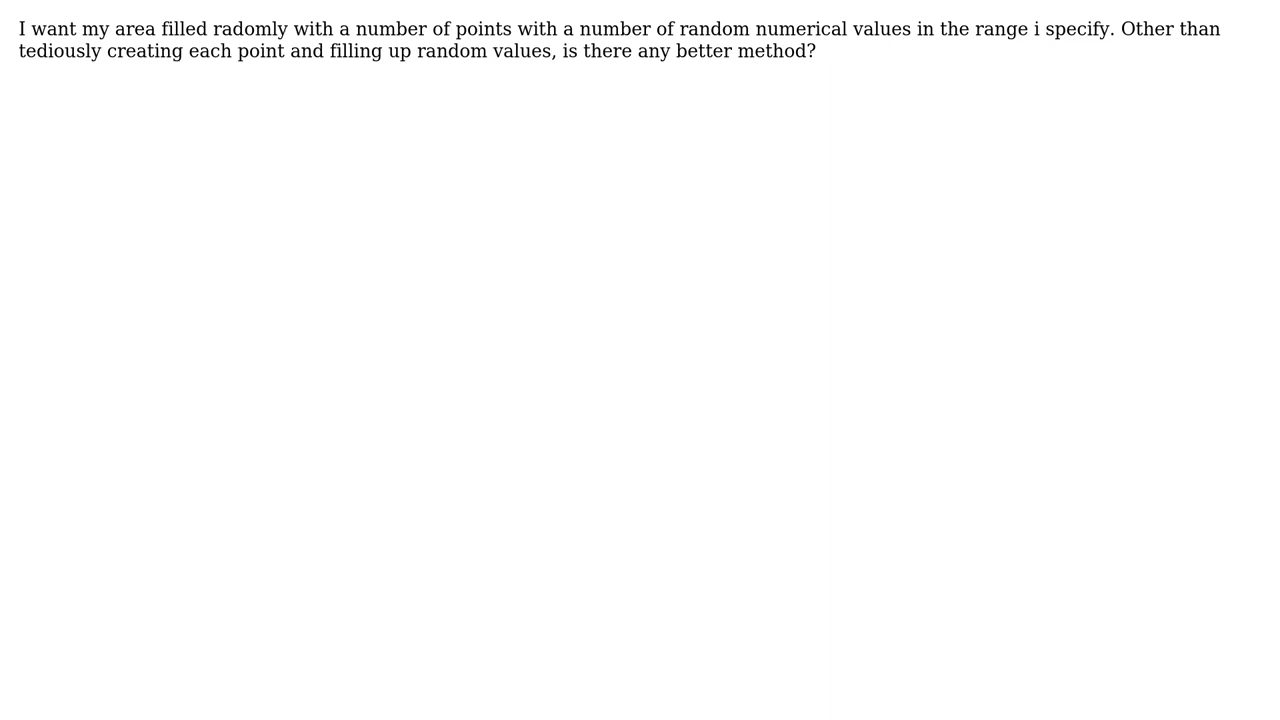 I want my area filled radomly with a number of points with a number of random numerical values in the range i specify. Other than
tediously creating each point and filling up random values, is there any better method?